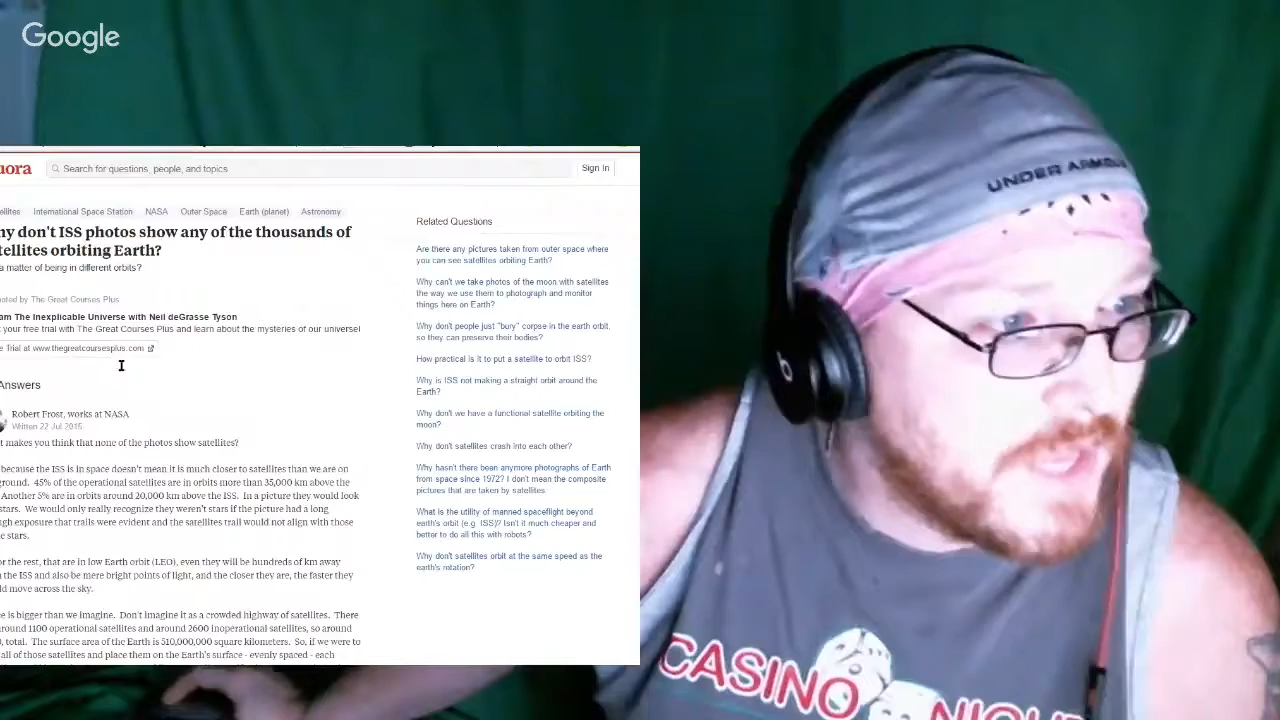 Google
uora
Search for questions, people, and topics
Sign In
ellites International Space Station NASA Outer Space Earth (planet) Astronomy
hy don't ISS photos show any of the thousands of
tellites orbiting Earth?
a matter of being in different orbits?
oted by The Great Courses Plus
am The Inexplicable Universe with Neil deGrasse Tyson
your free trial with The Great Courses Plus and learn about the mysteries of our universe!
e Trial at www.thegreatcoursesplus.com
Answers
Robert Frost, works at NASA
Written 22 Jul 2015
t makes you think that none of the photos show satellites?
because the ISS is in space doesn't mean it is much closer to satellites than we are on
ground. 45% of the operational satellites are in orbits more than 35,000 km above the
Another 5% are in orbits around 20,000 km above the ISS. In a picture they would look
stars. We would only really recognize they weren't stars if the picture had a long
gh exposure that trails were evident and the satellites trail would not align with those
e stars.
or the rest, that are in low Earth orbit (LEO), even they will be hundreds of km away
the ISS and also be mere bright points of light, and the closer they are, the faster they
ld move across the sky.
e is bigger than we imagine. Don't imagine it as a crowded highway of satellites. There
around 1100 operational satellites and around 2600 inoperational satellites, so around
total. The surface area of the Earth is 510,000,000 square kilometers. So, if we were to
all of those satellites and place them on the Earth's surface - evenly spaced - each
Related Questions
Are there any pictures taken from outer space where
you can see satellites orbiting Earth?
Why can't we take photos of the moon with satellites
the way we use them to photograph and monitor
things here on Earth?
Why don't people just "bury" corpse in the earth orbit,
so they can preserve their bodies?
How practical is it to put a satellite to orbit ISS?
Why is ISS not making a straight orbit around the
Earth?
Why don't we have a functional satellite orbiting the
moon?
Why don't satellites crash into each other?
Why hasn't there been anymore photographs of Earth
from space since 1972? I don't mean the composite
pictures that are taken by satellites.
What is the utility of manned spaceflight beyond
earth's orbit (e.g. ISS)? Isn't it much cheaper and
better to do all this with robots?
Why don't satellites orbit at the same speed as the
earth's rotation?
UNDER ARMOUR
CASINO NIGHT